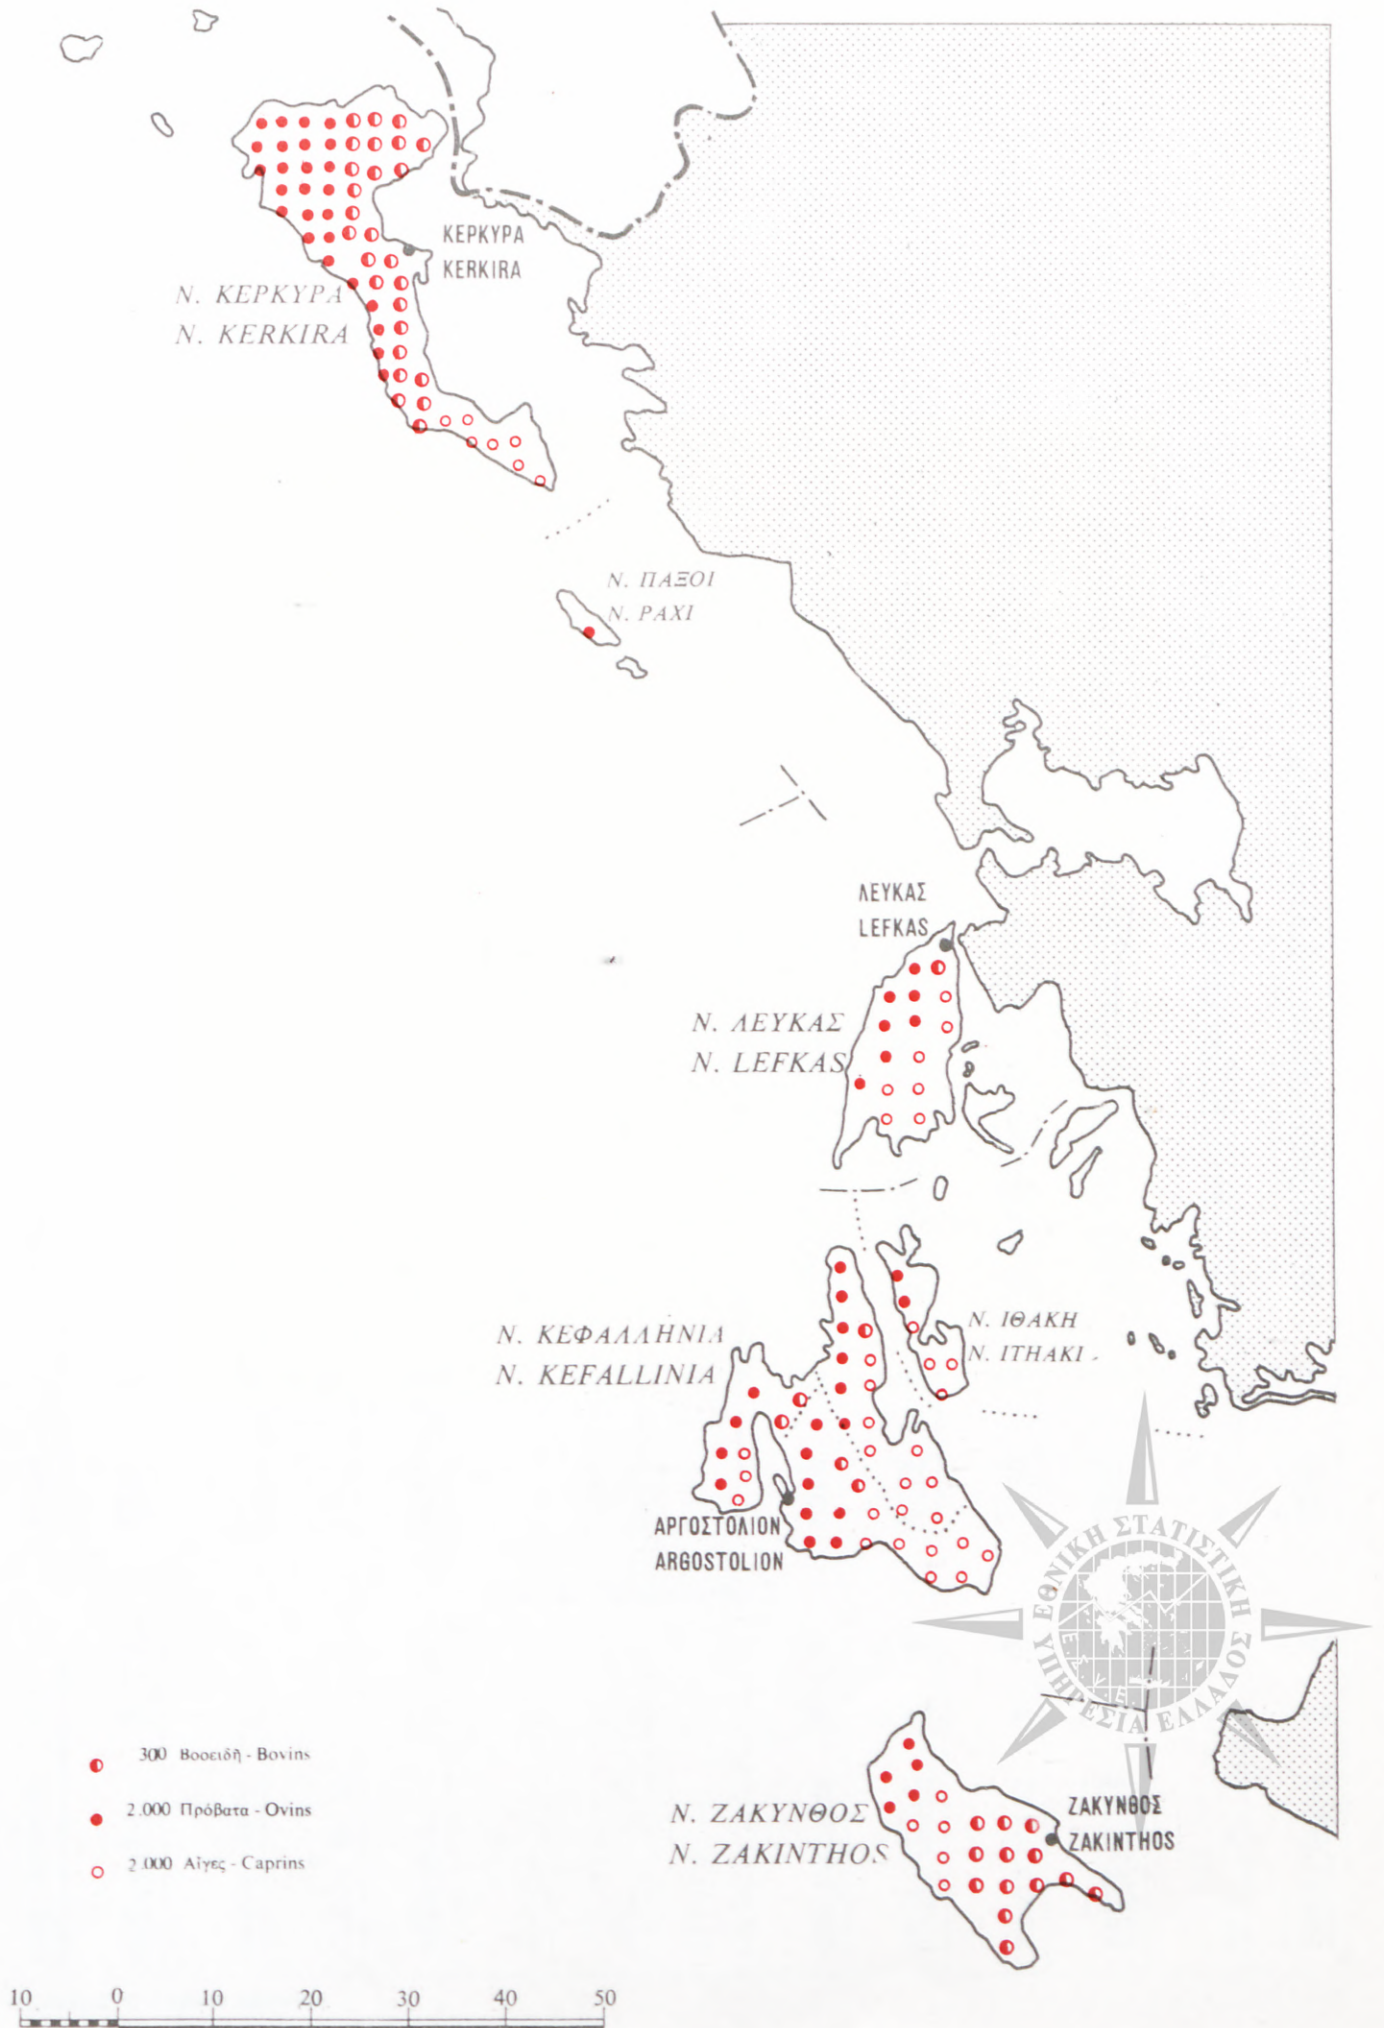 ΚΕΡΚΥΡΑ
KERKIRA
Ν. ΚΕΡΚΥΡΑ
N. KERKIRA
Ν. ΠΑΞΟΙ
N. PAXI
ΛΕΥΚΑΣ
LEFKAS
Ν. ΛΕΥΚΑΣ
N. LEFKAS
Ν. ΚΕΦΑΛΛΗΝΙΑ
N. KEFALLINIA
Ν. ΙΘΑΚΗ
N. ITHAKI
ΑΡΓΟΣΤΟΛΙΟΝ
ARGOSTOLION
ΕΘΝΙΚΗ ΣΤΑΤΙΣΤΙΚΗ
ΥΠΗΡΕΣΙΑ ΕΛΛΑΔΟΣ
Ε.Σ.Υ.Ε.
300 Βοοειδῆ - Bovins
2.000 Πρόβατα - Ovins
2.000 Αἶγες - Caprins
Ν. ΖΑΚΥΝΘΟΣ
N. ZAKINTHOS
ΖΑΚΥΝΘΟΣ
ZAKINTHOS
10 0 10 20 30 40 50